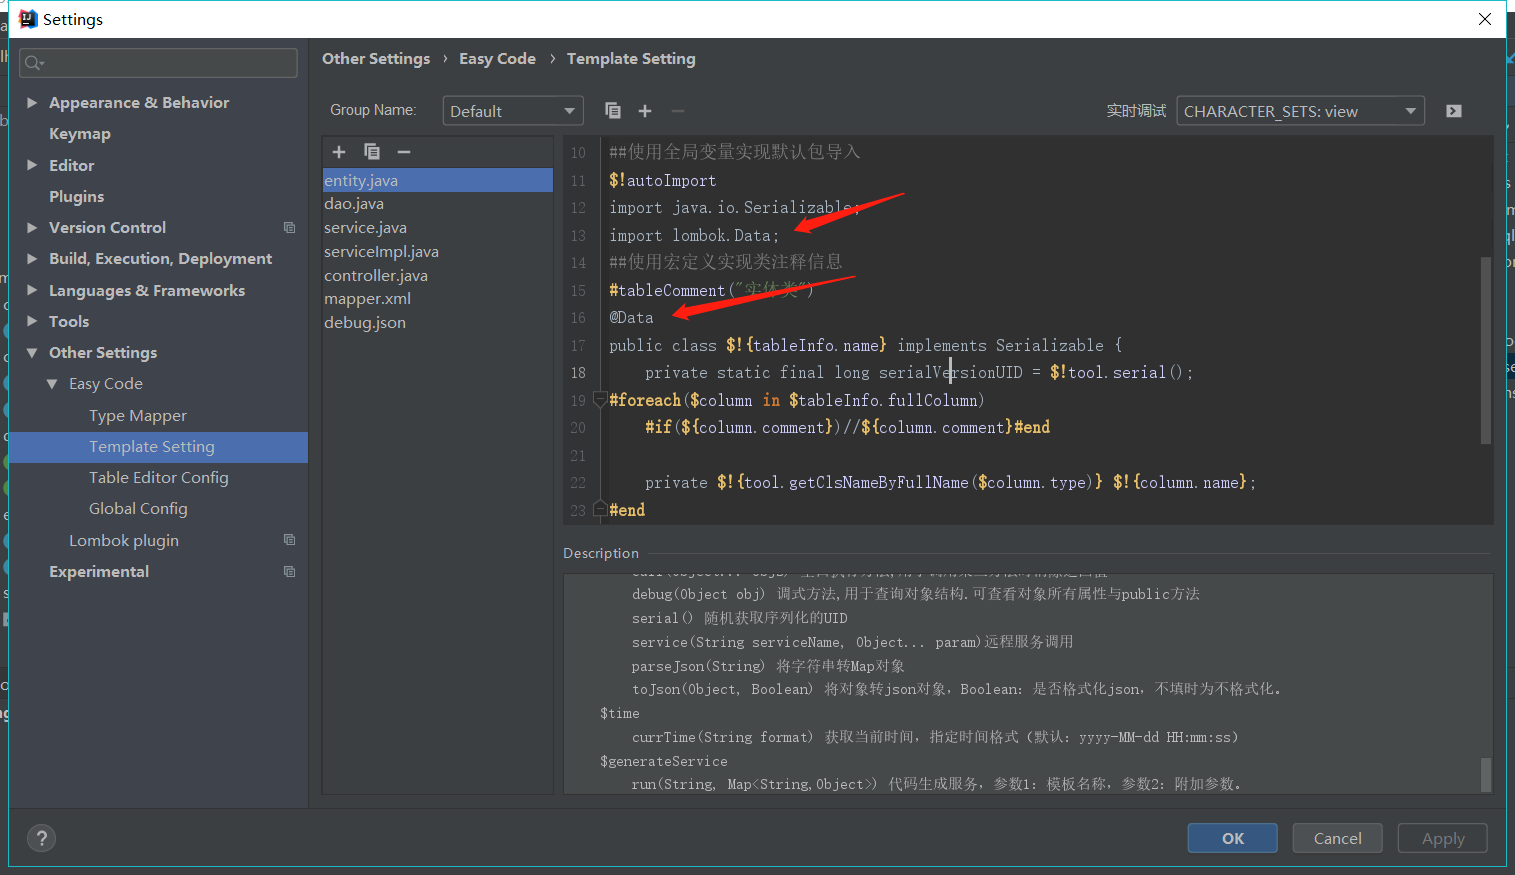 Settings
Other Settings › Easy Code › Template Setting
Appearance & Behavior
Keymap
Editor
Plugins
Version Control
Build, Execution, Deployment
Languages & Frameworks
Tools
Other Settings
Easy Code
Type Mapper
Template Setting
Table Editor Config
Global Config
Lombok plugin
Experimental
Group Name: Default
实时调试 CHARACTER_SETS: view
entity.java
dao.java
service.java
serviceImpl.java
controller.java
mapper.xml
debug.json
10 ##使用全局变量实现默认包导入
11 $!autoImport
12 import java.io.Serializable;
13 import lombok.Data;
14 ##使用宏定义实现类注释信息
15 #tableComment("实体类")
16 @Data
17 public class $!{tableInfo.name} implements Serializable {
18 private static final long serialVersionUID = $!tool.serial();
19 #foreach($column in $tableInfo.fullColumn)
20 #if(${column.comment})//${column.comment}#end
21
22 private $!{tool.getClsNameByFullName($column.type)} $!{column.name};
23 #end
Description
debug(Object obj) 调式方法,用于查询对象结构.可查看对象所有属性与public方法
serial() 随机获取序列化的UID
service(String serviceName, Object... param)远程服务调用
parseJson(String) 将字符串转Map对象
toJson(Object, Boolean) 将对象转json对象，Boolean：是否格式化json，不填时为不格式化。
$time
currTime(String format) 获取当前时间，指定时间格式（默认：yyyy-MM-dd HH:mm:ss）
$generateService
run(String, Map<String,Object>) 代码生成服务，参数1：模板名称，参数2：附加参数。
?
OK
Cancel
Apply